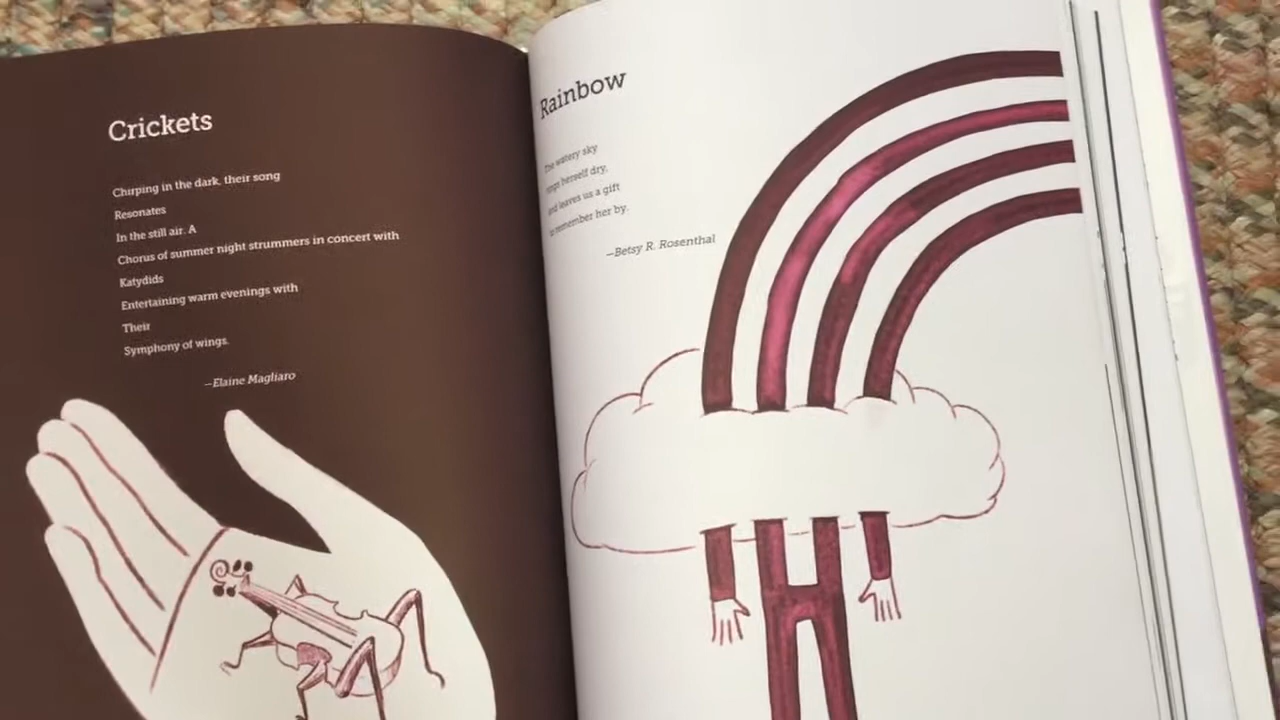 Crickets
Chirping in the dark, their song
Resonates
In the still air. A
Chorus of summer night strummers in concert with
Katydids
Entertaining warm evenings with
Their
Symphony of wings.
—Elaine Magliaro
Rainbow
The watery sky
herself dry,
and leaves us a gift
to remember her by.
—Betsy R. Rosenthal